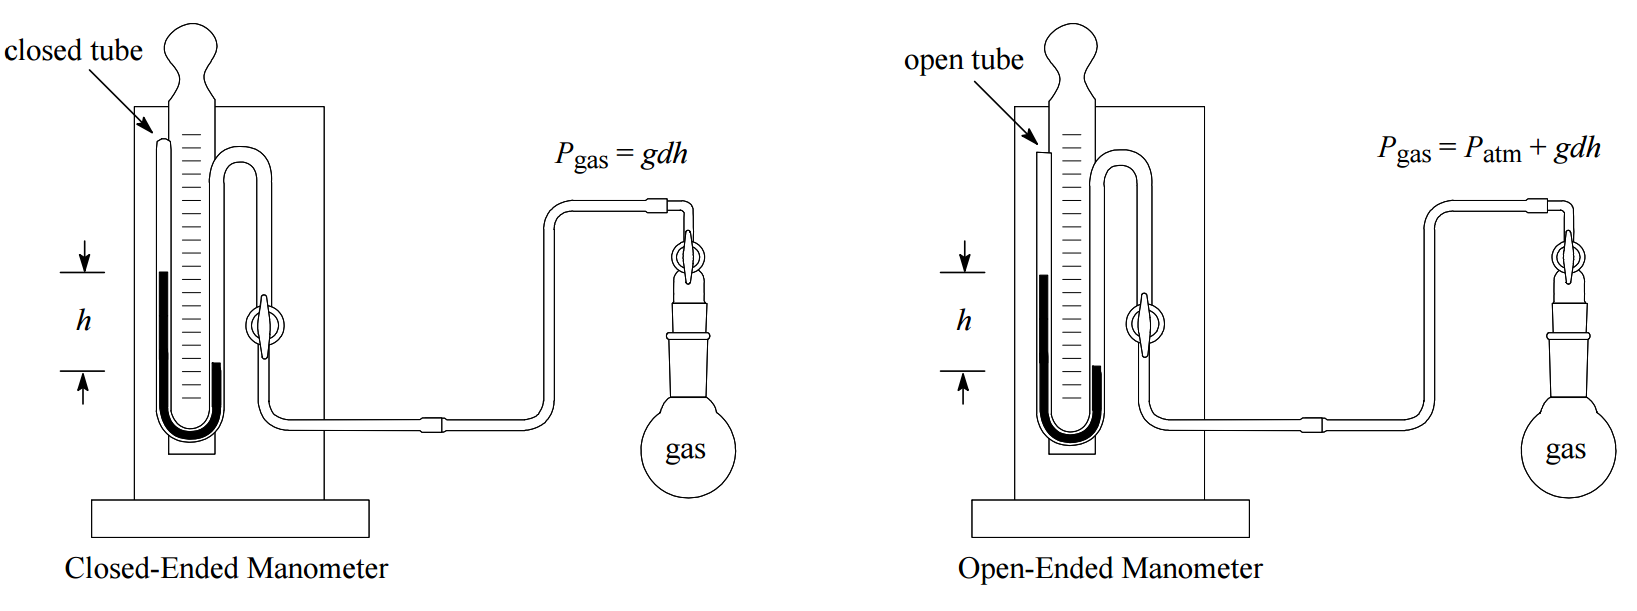 closed tube
P_gas = gdh
h
gas
Closed-Ended Manometer
open tube
P_gas = P_atm + gdh
h
gas
Open-Ended Manometer